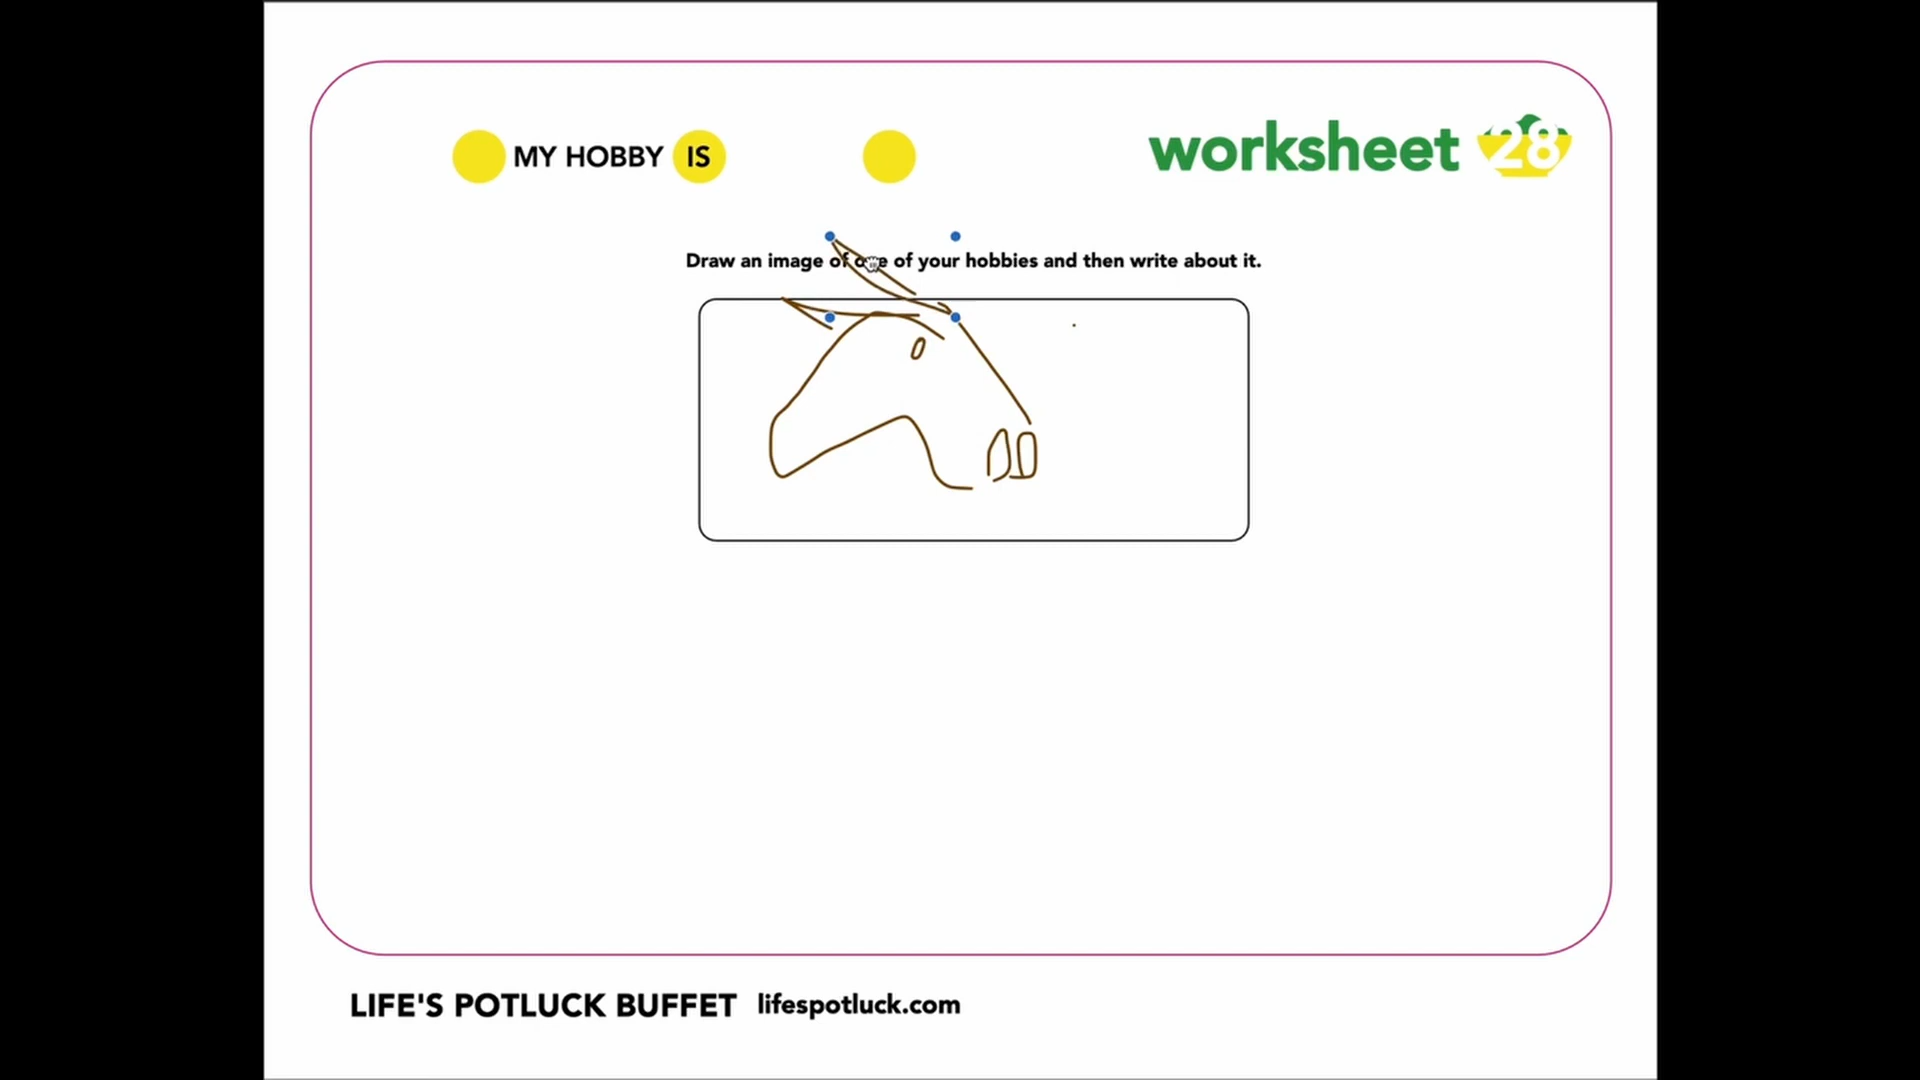 MY HOBBY IS
worksheet 28
Draw an image of one of your hobbies and then write about it.
LIFE'S POTLUCK BUFFET lifespotluck.com